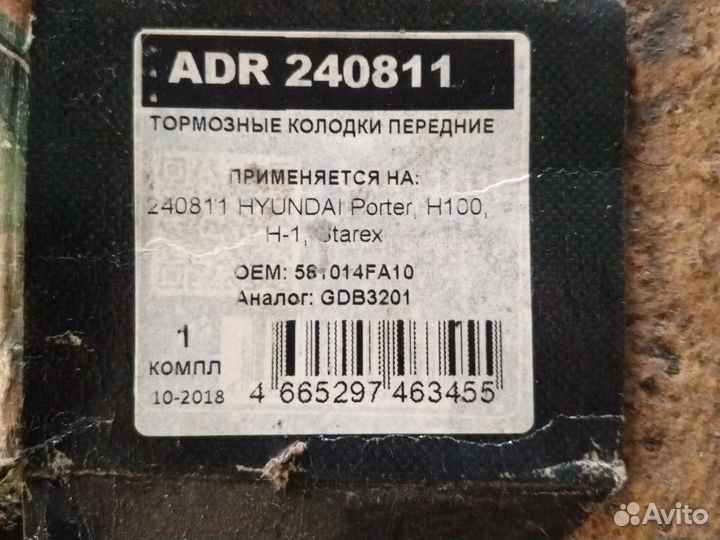 ADR 240811
ТОРМОЗНЫЕ КОЛОДКИ ПЕРЕДНИЕ
ПРИМЕНЯЕТСЯ НА:
240811 HYUNDAI Porter, H100,
H-1, Starex
OEM: 581014FA10
Аналог: GDB3201
1
КОМПЛ
10-2018
4 665297 463455
Avito